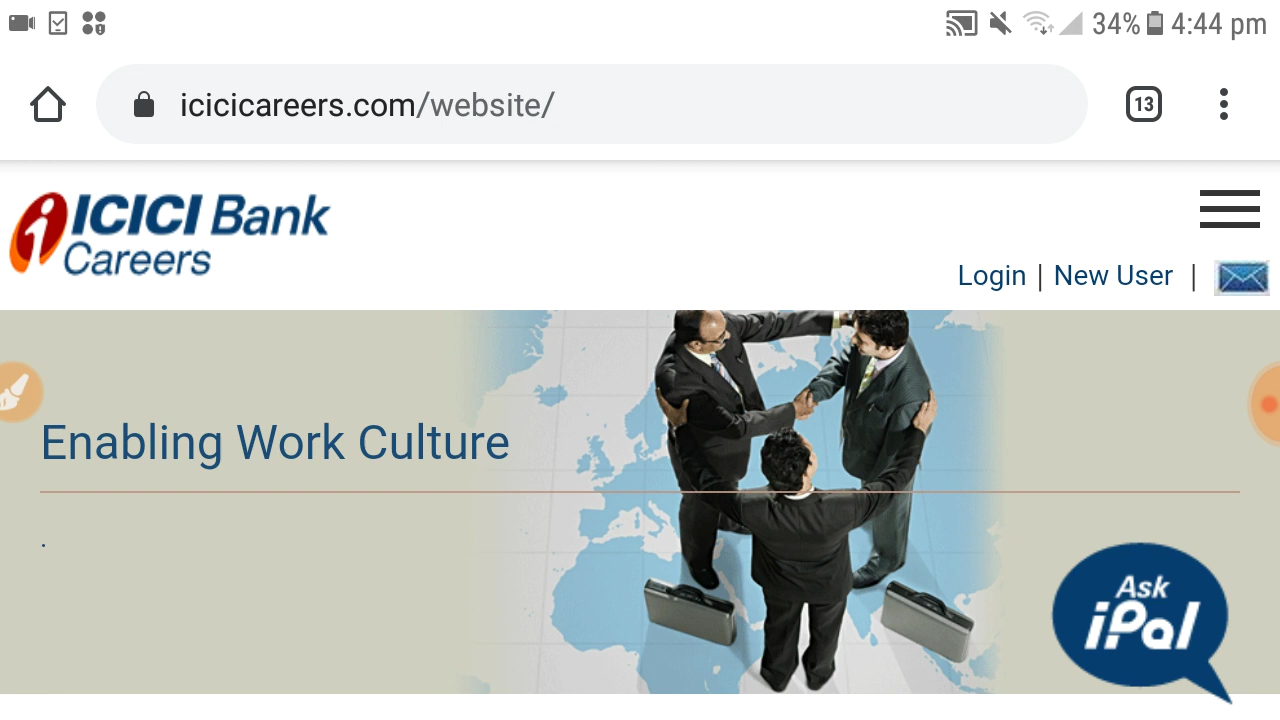 34% 4:44 pm
icicicareers.com/website/
13
ICICI Bank
Careers
Login | New User |
Enabling Work Culture
.
Ask
iPal